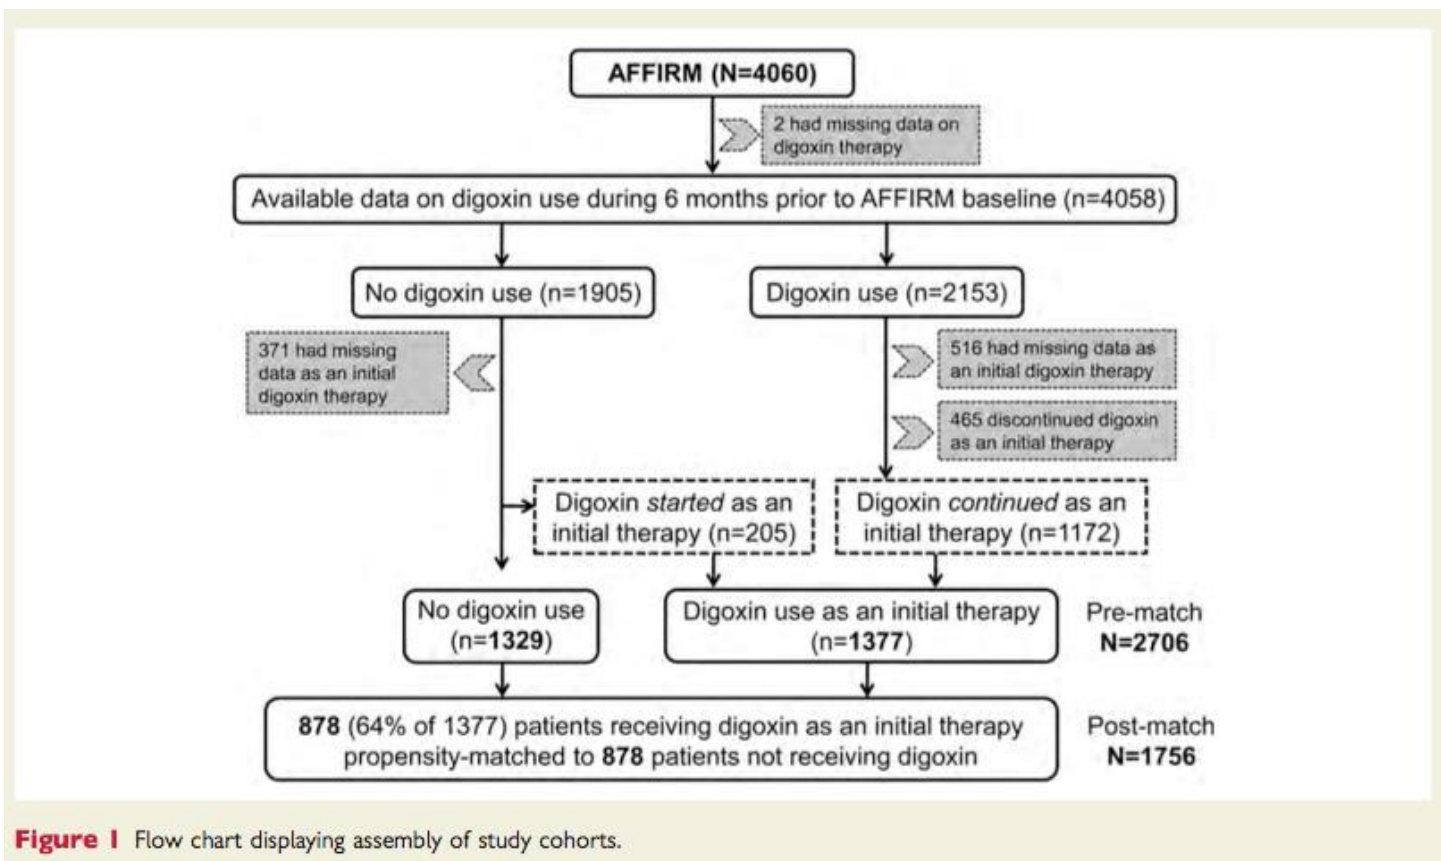 AFFIRM (N=4060)
2 had missing data on
digoxin therapy
Available data on digoxin use during 6 months prior to AFFIRM baseline (n=4058)
No digoxin use (n=1905)
Digoxin use (n=2153)
371 had missing
data as an initial
digoxin therapy
516 had missing data as
an initial digoxin therapy
465 discontinued digoxin
as an initial therapy
Digoxin started as an
initial therapy (n=205)
Digoxin continued as an
initial therapy (n=1172)
No digoxin use
(n=1329)
Digoxin use as an initial therapy
(n=1377)
Pre-match
N=2706
878 (64% of 1377) patients receiving digoxin as an initial therapy
propensity-matched to 878 patients not receiving digoxin
Post-match
N=1756
Figure 1 Flow chart displaying assembly of study cohorts.